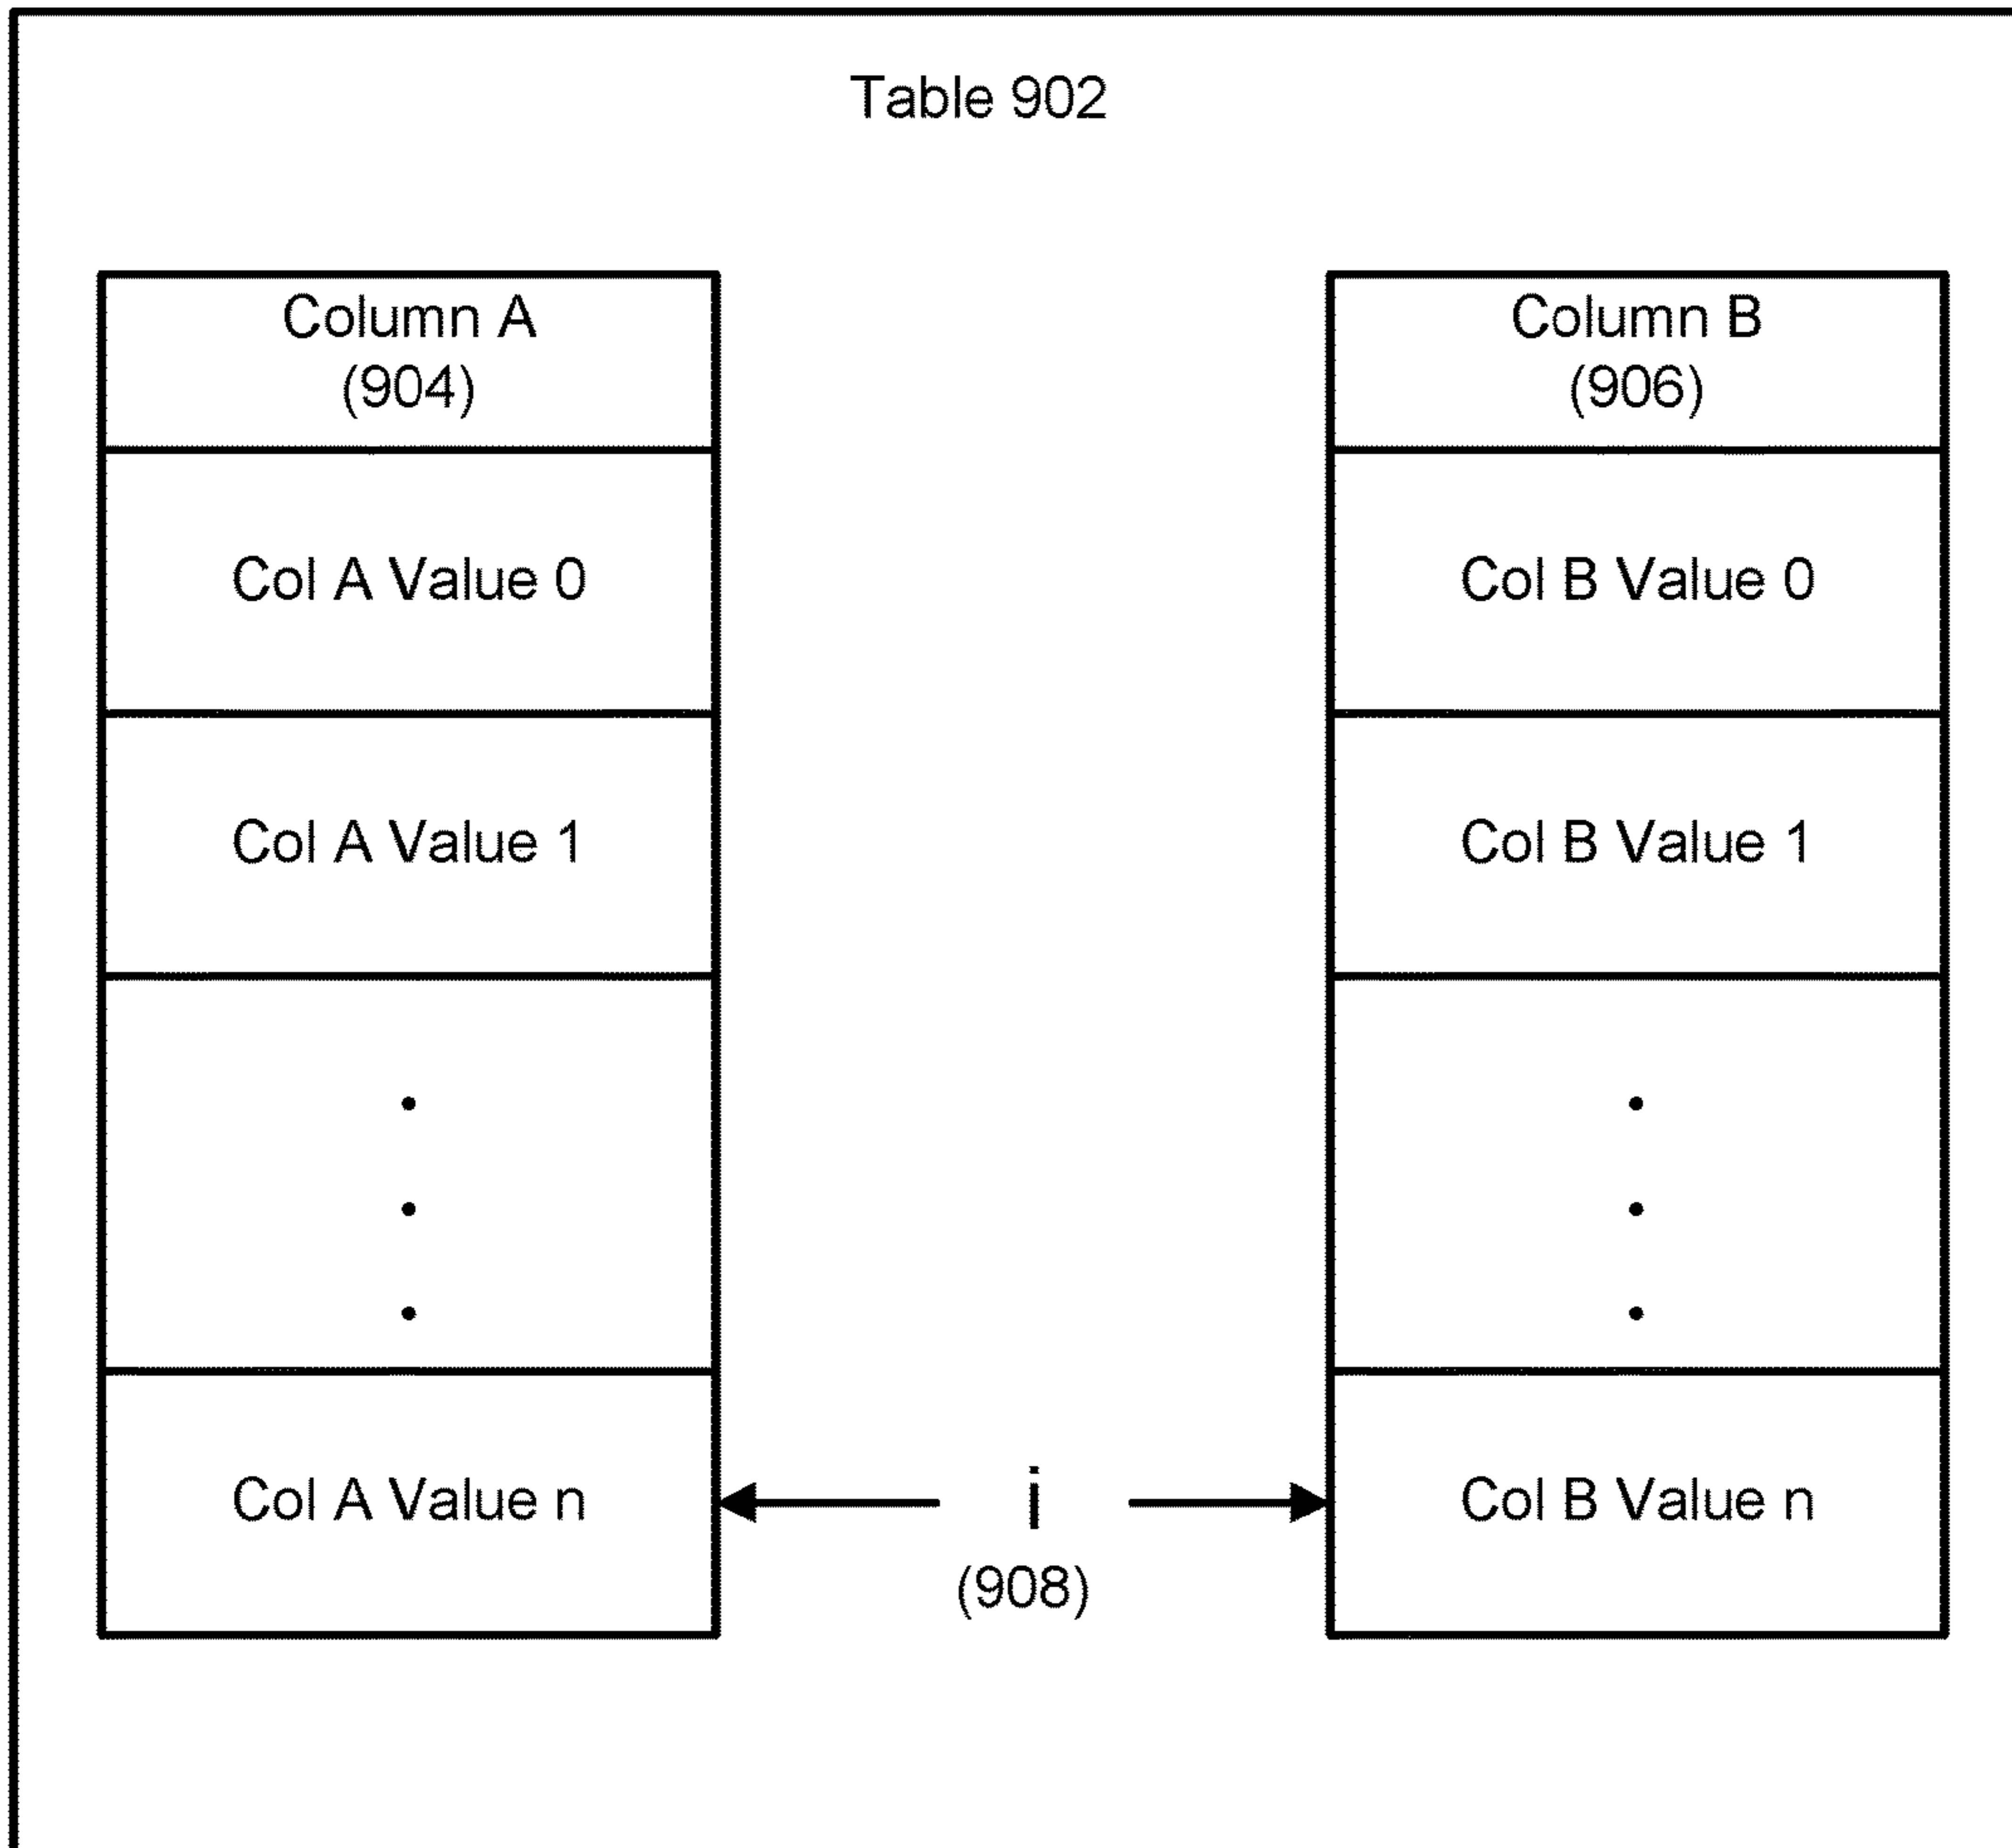 Table 902
Column A
(904)
Column B
(906)
Col A Value 0
Col B Value 0
Col A Value 1
Col B Value 1
Col A Value n
i
(908)
Col B Value n